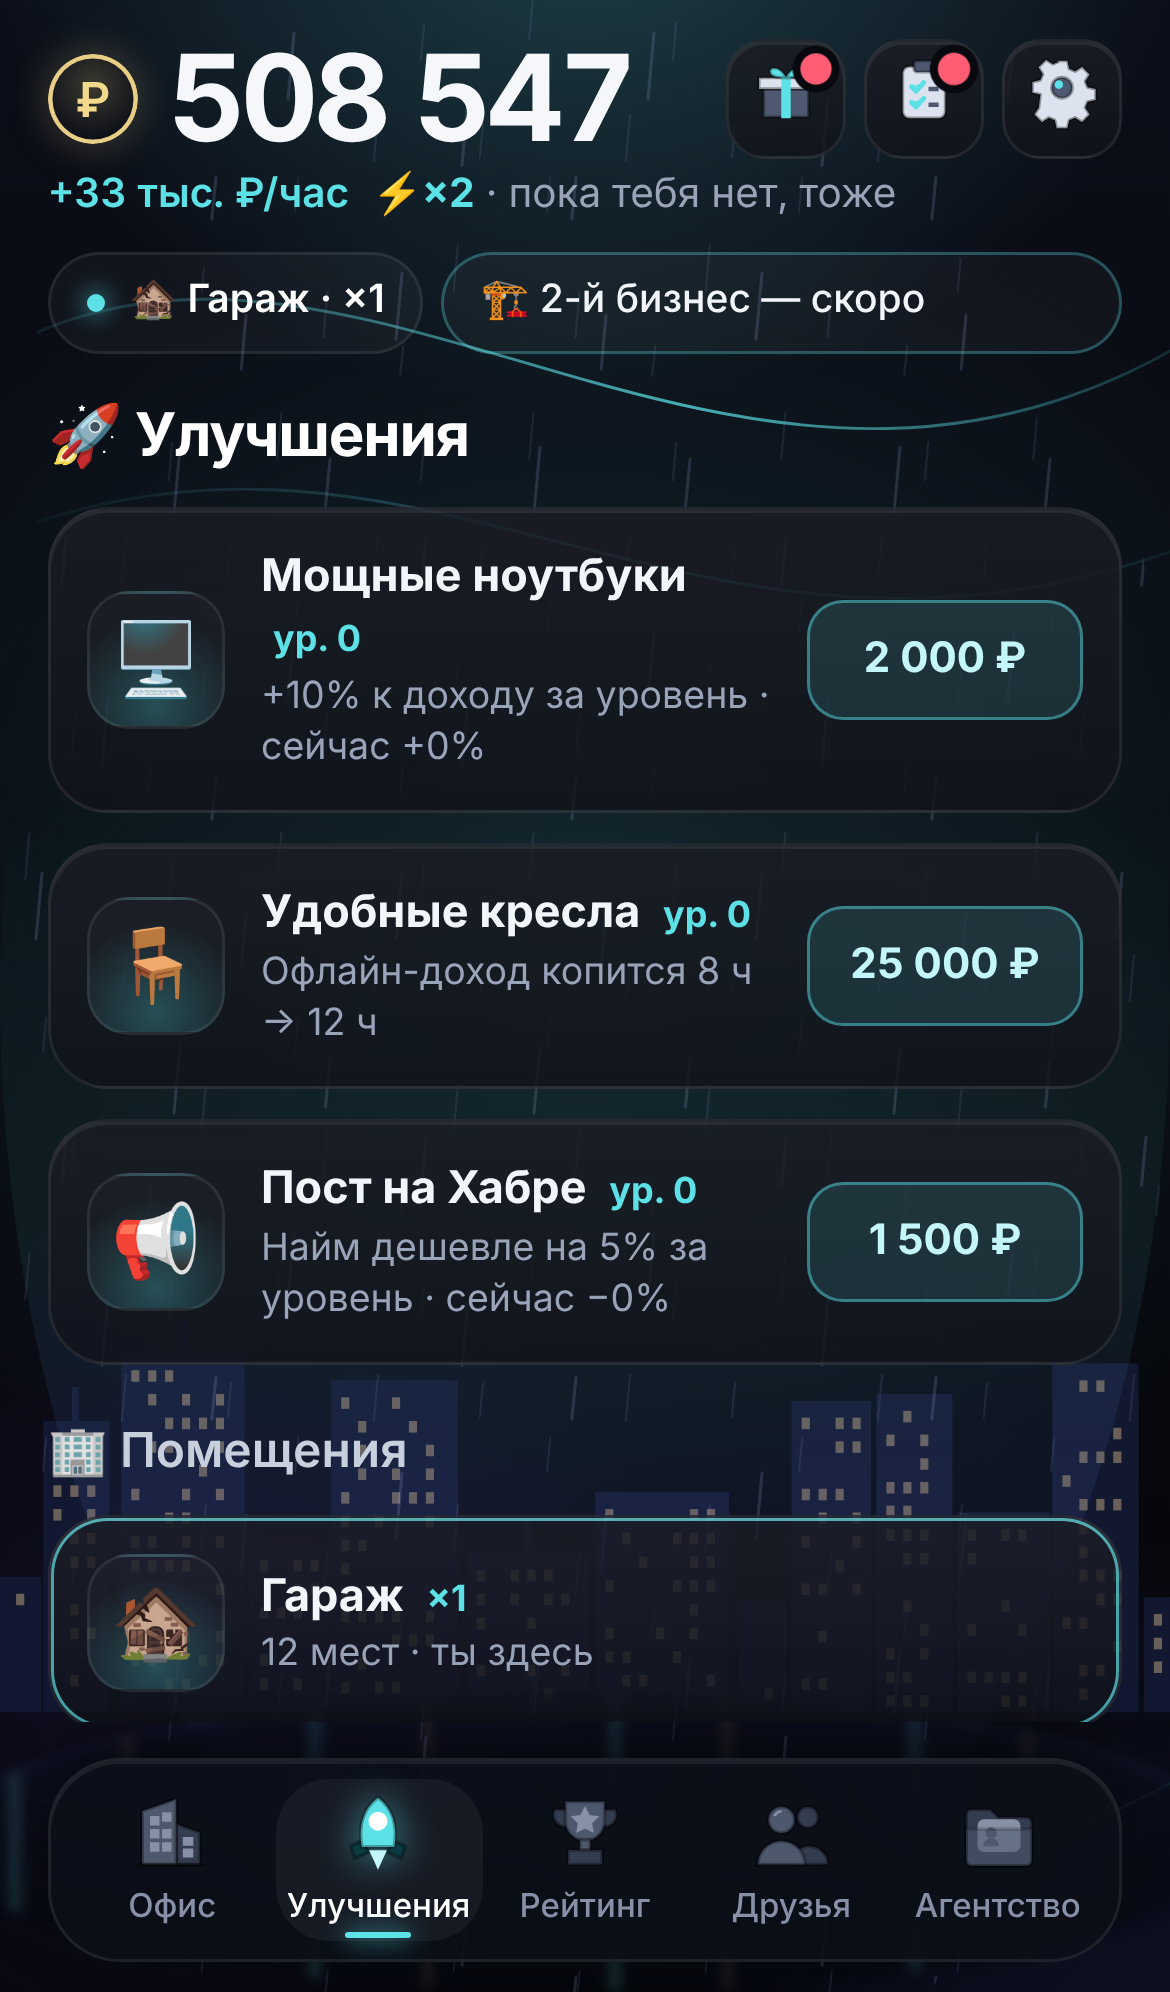 ₽ 508 547
+33 тыс. ₽/час ⚡×2 · пока тебя нет, тоже
Гараж · ×1
2-й бизнес — скоро
Улучшения
Мощные ноутбуки
ур. 0
+10% к доходу за уровень ·
сейчас +0%
2 000 ₽
Удобные кресла ур. 0
Офлайн-доход копится 8 ч
→ 12 ч
25 000 ₽
Пост на Хабре ур. 0
Найм дешевле на 5% за
уровень · сейчас −0%
1 500 ₽
Помещения
Гараж ×1
12 мест · ты здесь
Офис
Улучшения
Рейтинг
Друзья
Агентство